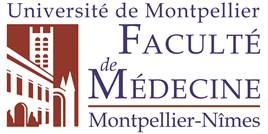 Université de Montpellier
FACULTÉ
de
MÉDECINE
Montpellier-Nîmes